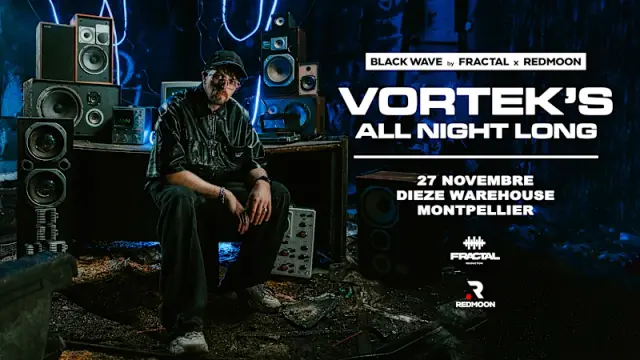 BLACK WAVE by FRACTAL x REDMOON
VORTEK'S
ALL NIGHT LONG
27 NOVEMBRE
DIEZE WAREHOUSE
MONTPELLIER
FRACTAL
REDMOON